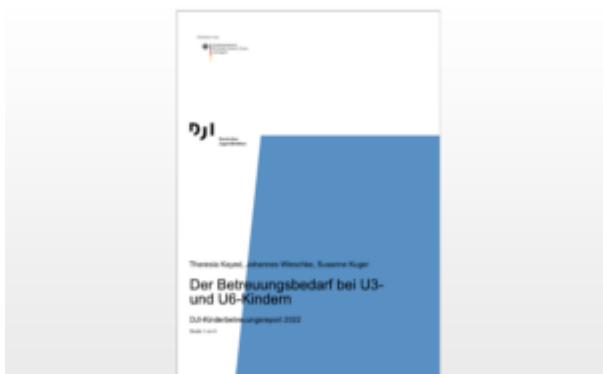 DJI
Theresia Kayed, Johannes Wieschke, Susanne Kuger
Der Betreuungsbedarf bei U3-
und U6-Kindern
DJI-Kinderbetreuungsreport 2022